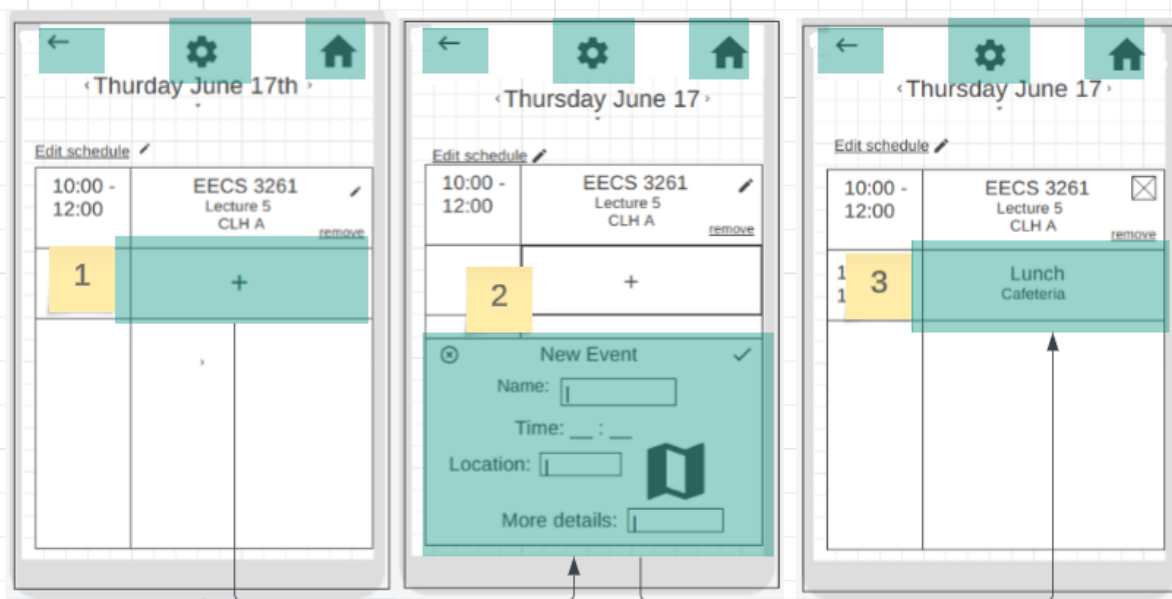 ‹Thurday June 17th ›
Edit schedule
10:00 -
12:00
EECS 3261
Lecture 5
CLH A
remove
1
+
‹Thursday June 17›
Edit schedule
10:00 -
12:00
EECS 3261
Lecture 5
CLH A
remove
2
+
New Event
Name:
Time: __ : __
Location:
More details:
‹Thursday June 17›
Edit schedule
10:00 -
12:00
EECS 3261
Lecture 5
CLH A
remove
1
1
3
Lunch
Cafeteria